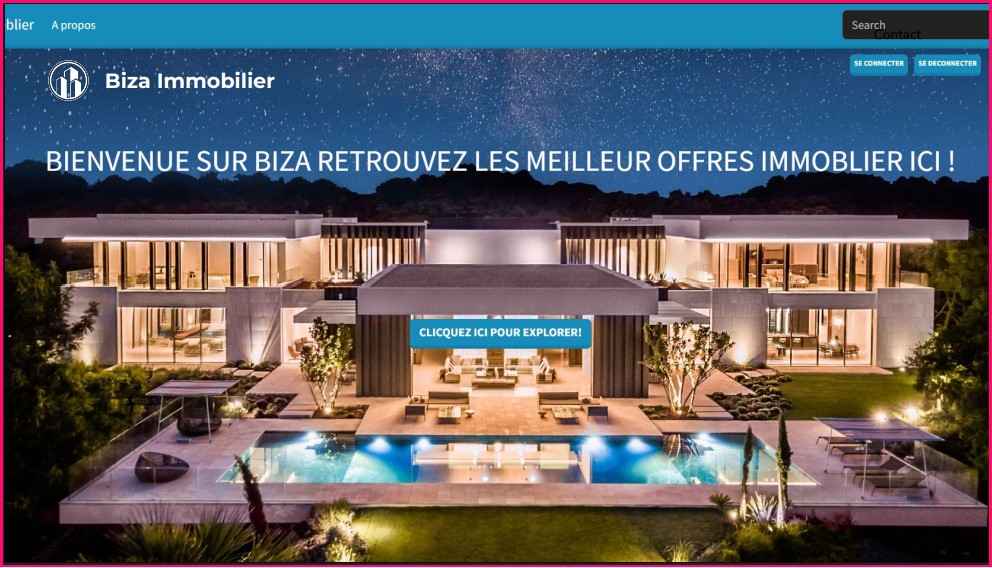 blier A propos Search
Contact
SE CONNECTER SE DECONNECTER
Biza Immobilier
BIENVENUE SUR BIZA RETROUVEZ LES MEILLEUR OFFRES IMMOBLIER ICI !
CLICQUEZ ICI POUR EXPLORER!